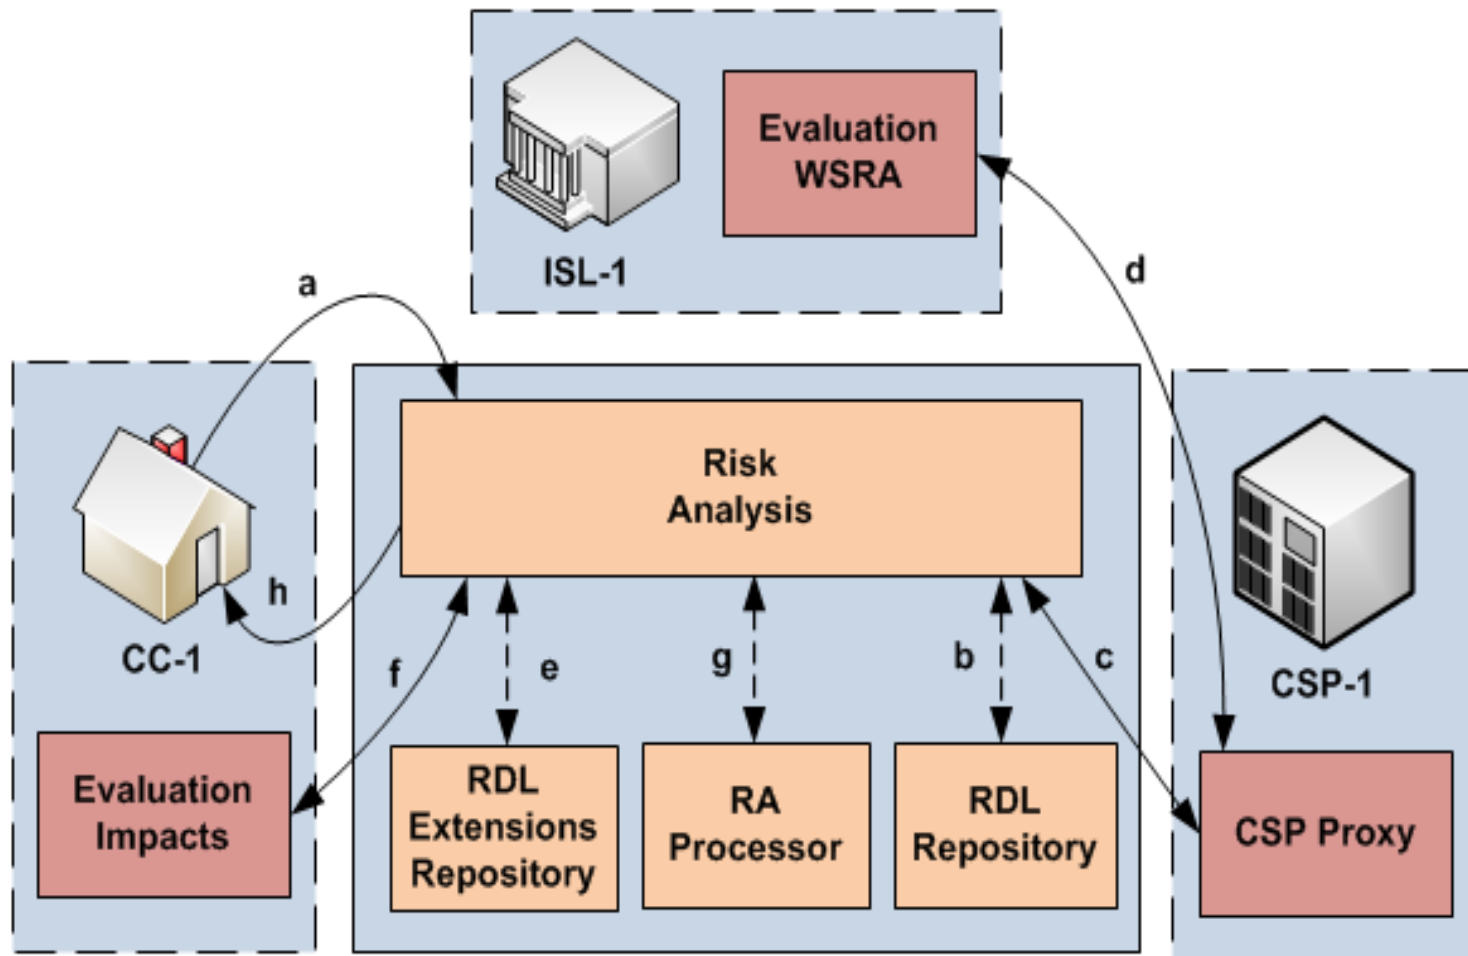 Evaluation
WSRA
ISL-1
a
d
Risk
Analysis
h
CC-1
f
e
g
b
c
CSP-1
Evaluation
Impacts
RDL
Extensions
Repository
RA
Processor
RDL
Repository
CSP Proxy